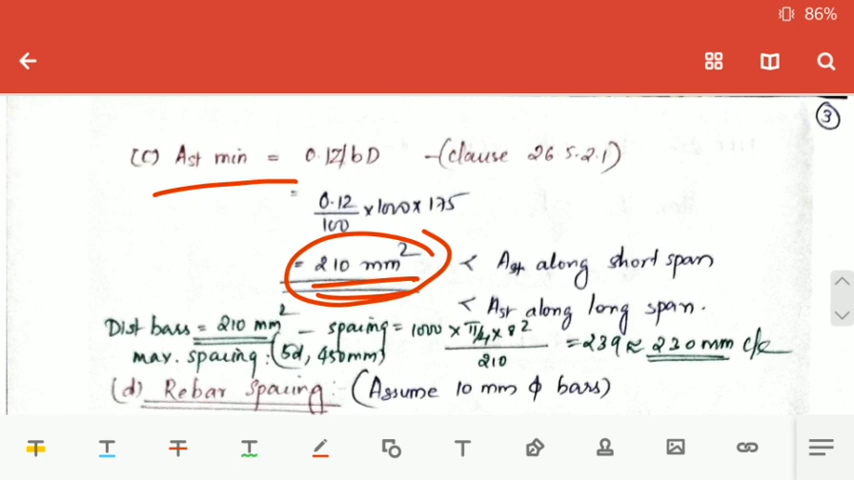 86%
3
(c) Ast min = 0.12% bD - (clause 26 5.2.1)
= 0.12/100 × 1000 × 175
= 210 mm² < Ast along short span
< Ast along long span.
Dist bars = 210 mm² - spacing = 1000 × π/4 × 8² / 210 = 239 ≈ 230 mm c/c
max. spacing : (5d, 450mm)
(d) Rebar Spacing :- (Assume 10 mm ϕ bars)
T T T T T